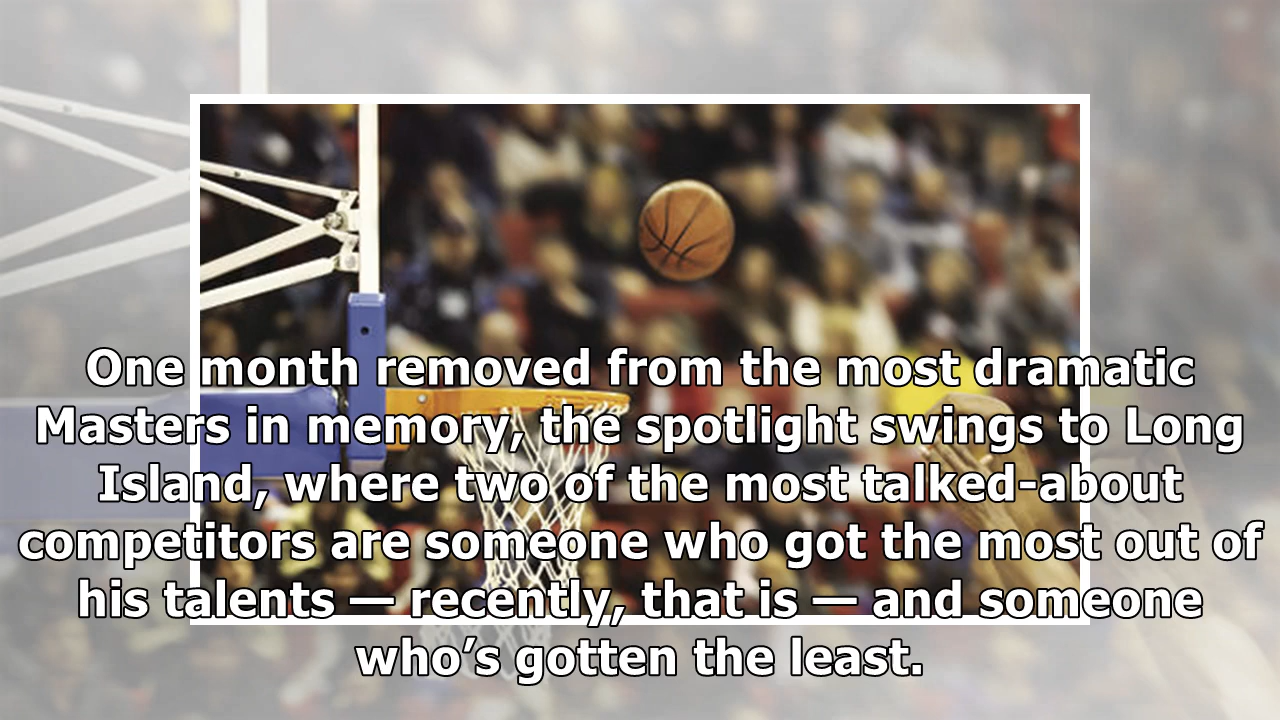 One month removed from the most dramatic
Masters in memory, the spotlight swings to Long
Island, where two of the most talked-about
competitors are someone who got the most out of
his talents — recently, that is — and someone
who’s gotten the least.